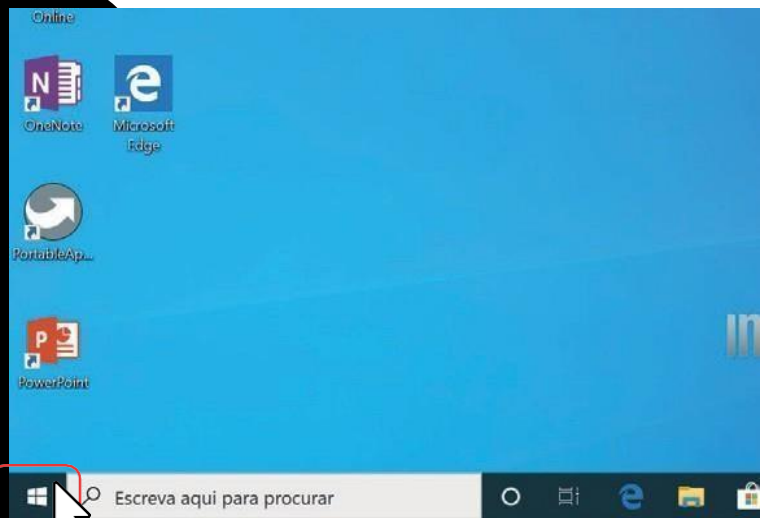 Online
OneNote
Microsoft
Edge
PortableAp...
PowerPoint
Escreva aqui para procurar